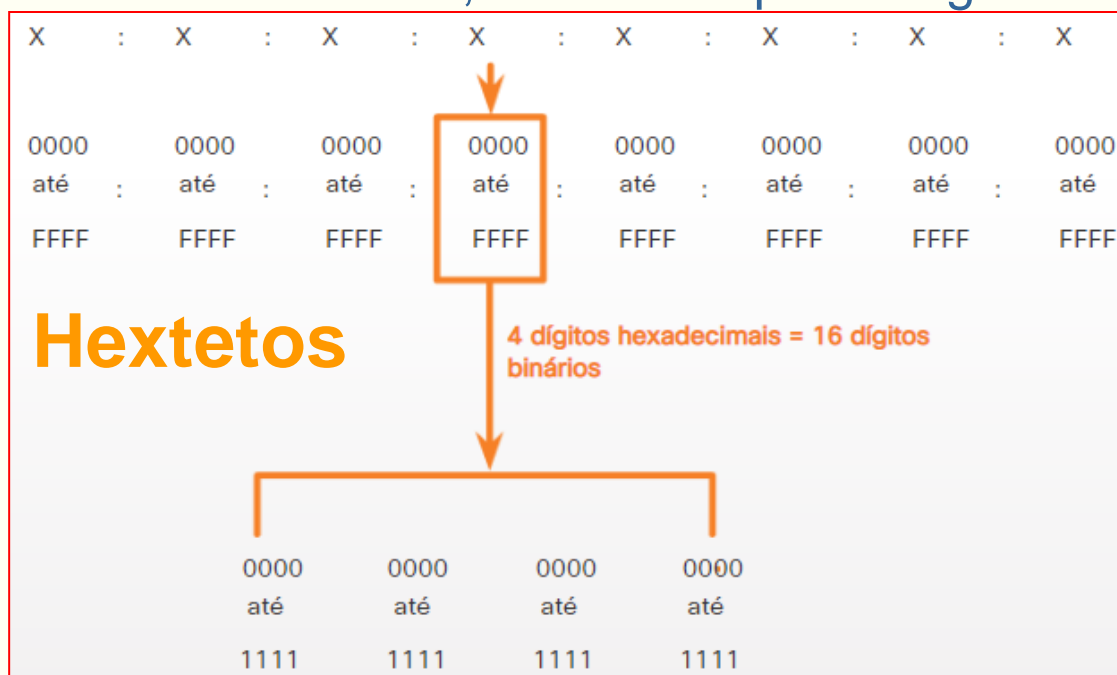 X : X : X : X : X : X : X : X
0000 0000 0000 0000 0000 0000 0000 0000
até : até : até : até : até : até : até : até
FFFF FFFF FFFF FFFF FFFF FFFF FFFF FFFF
Hextetos
4 dígitos hexadecimais = 16 dígitos
binários
0000 0000 0000 0000
até até até até
1111 1111 1111 1111